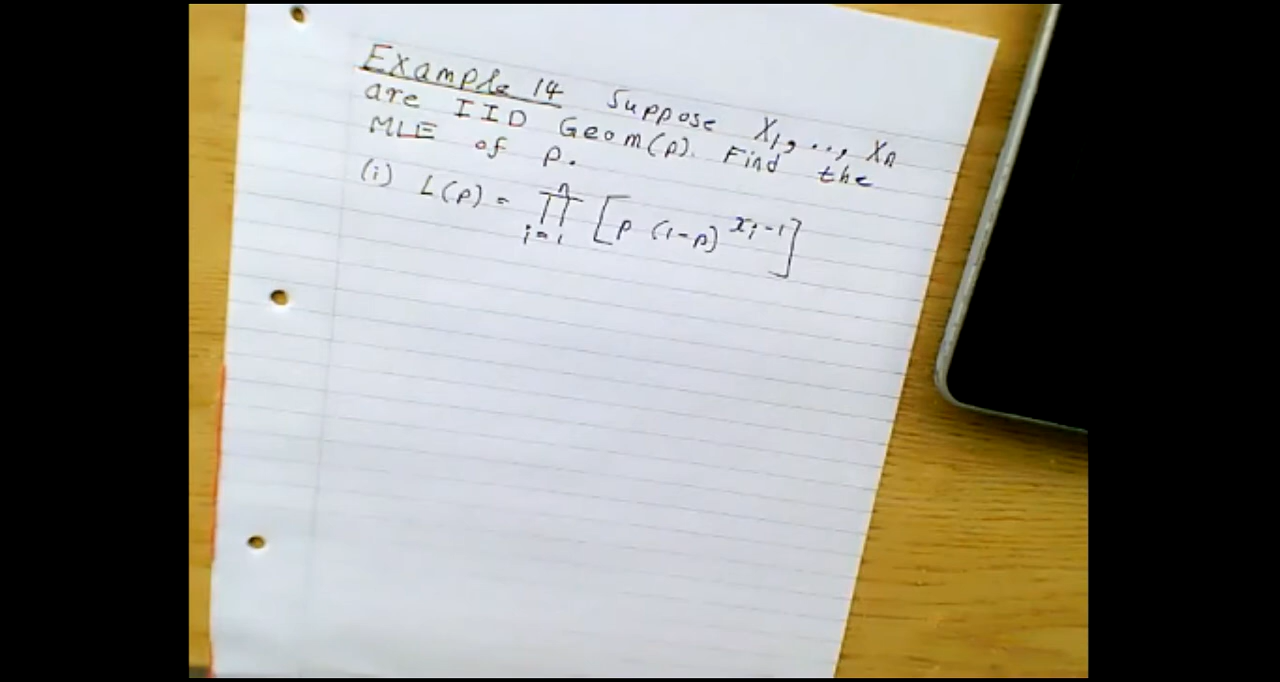 Example 14 Suppose X₁, .., Xₙ
are IID Geom(p). Find the
MLE of p.
(i) L(p) = ∏ᵢ₌₁ⁿ [p (1-p)^(xᵢ-1)]